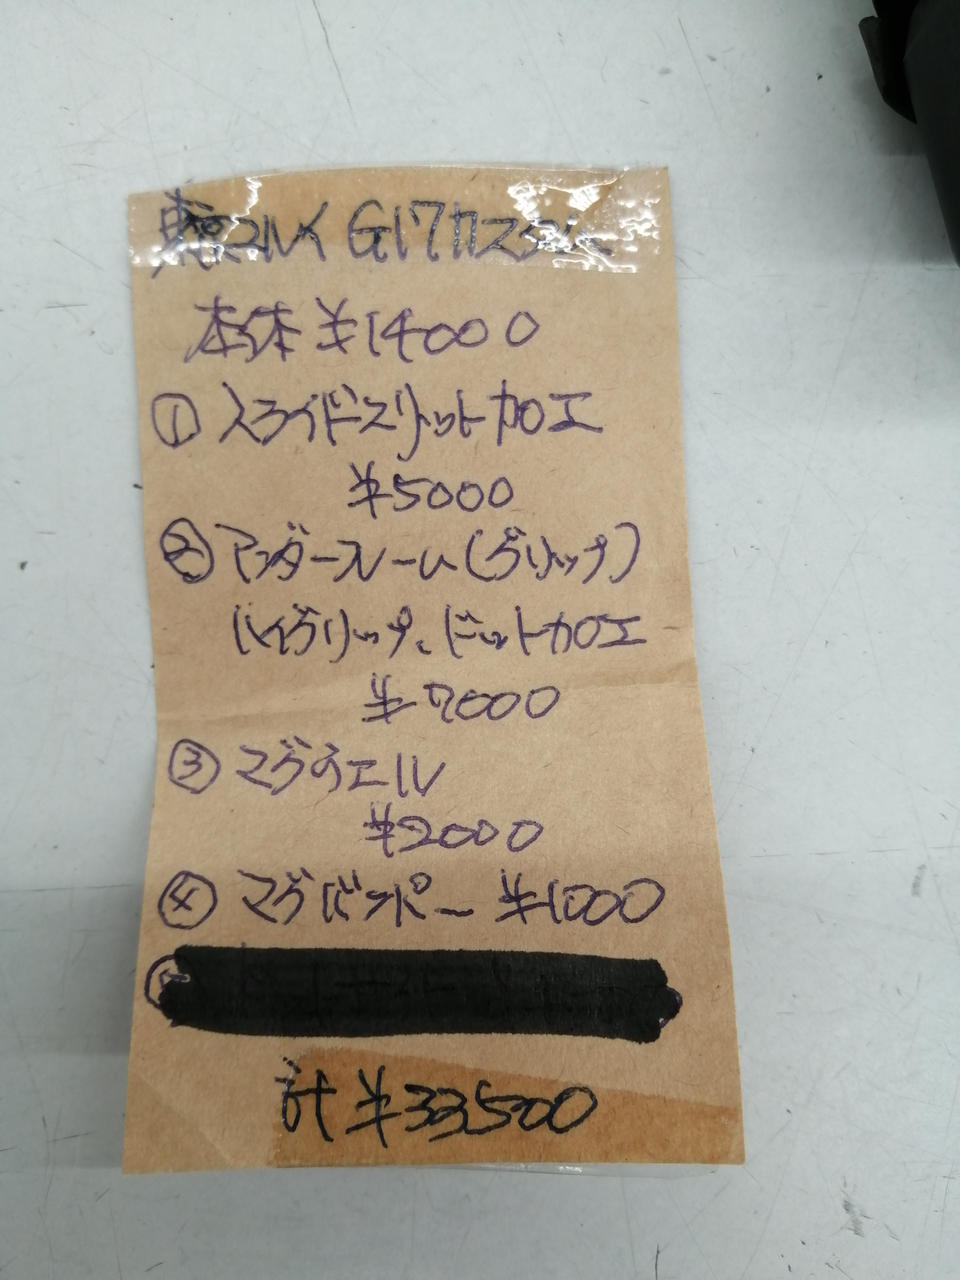 東京マルイ G17カスタム
本体 ¥14000
① スライドスリット加工
¥5000
② アンダーフレーム(グリップ)
ハイグリップ、ドット加工
¥7000
③ マグウエル
¥2000
④ マグバンパー ¥1000
計 ¥33500